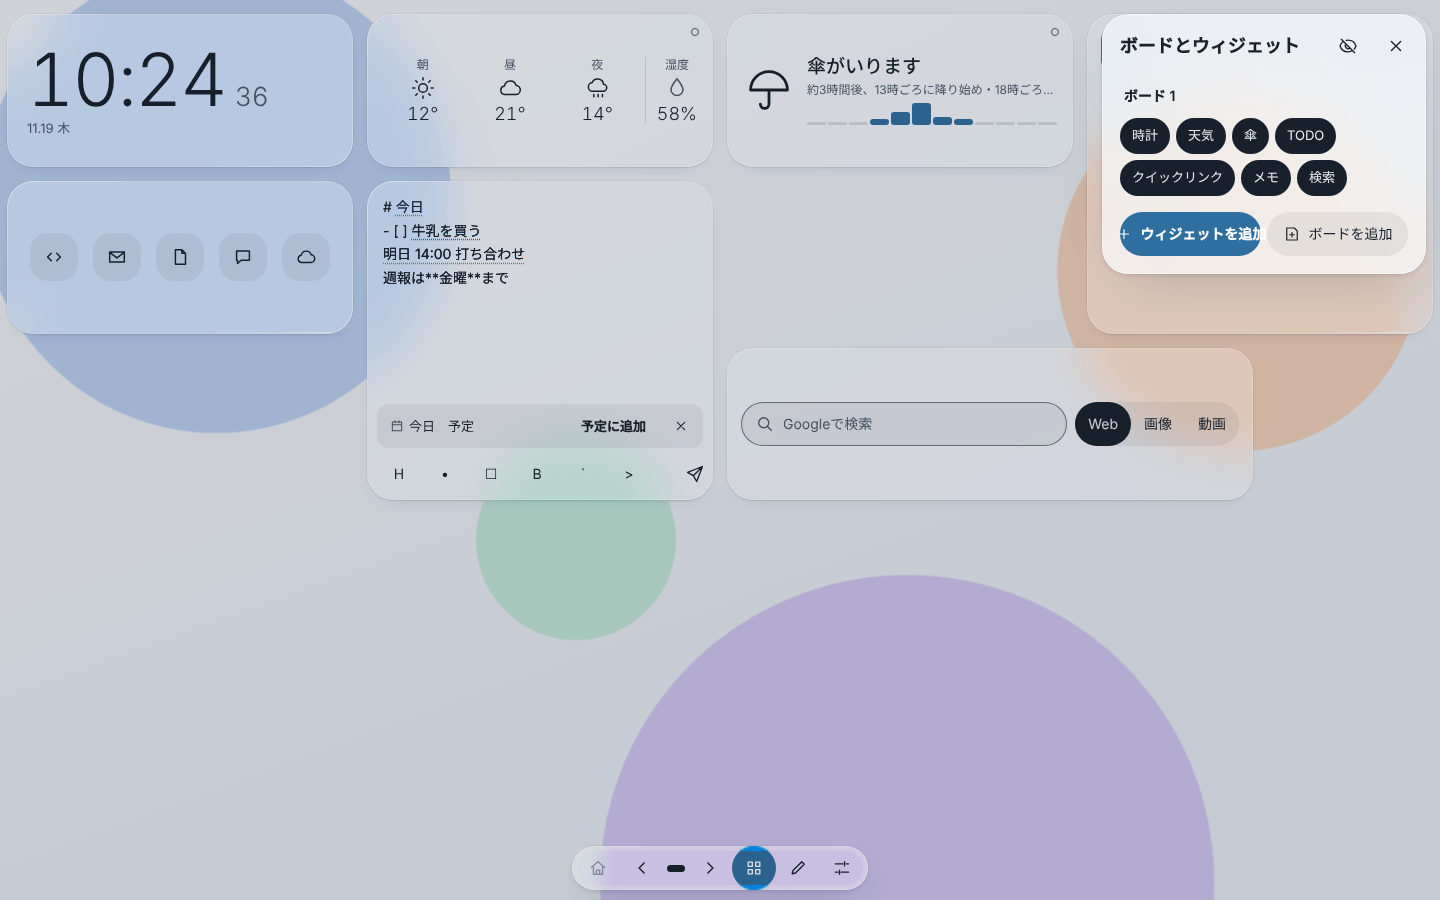 10:24 36
11.19 木
朝
12°
昼
21°
夜
14°
湿度
58%
傘がいります
約3時間後、13時ごろに降り始め・18時ごろ…
# 今日
- [ ] 牛乳を買う
明日 14:00 打ち合わせ
週報は**金曜**まで
今日 予定 予定に追加
H • ☐ B ` >
Googleで検索
Web 画像 動画
ボードとウィジェット
ボード 1
時計 天気 傘 TODO
クイックリンク メモ 検索
ウィジェットを追加 ボードを追加